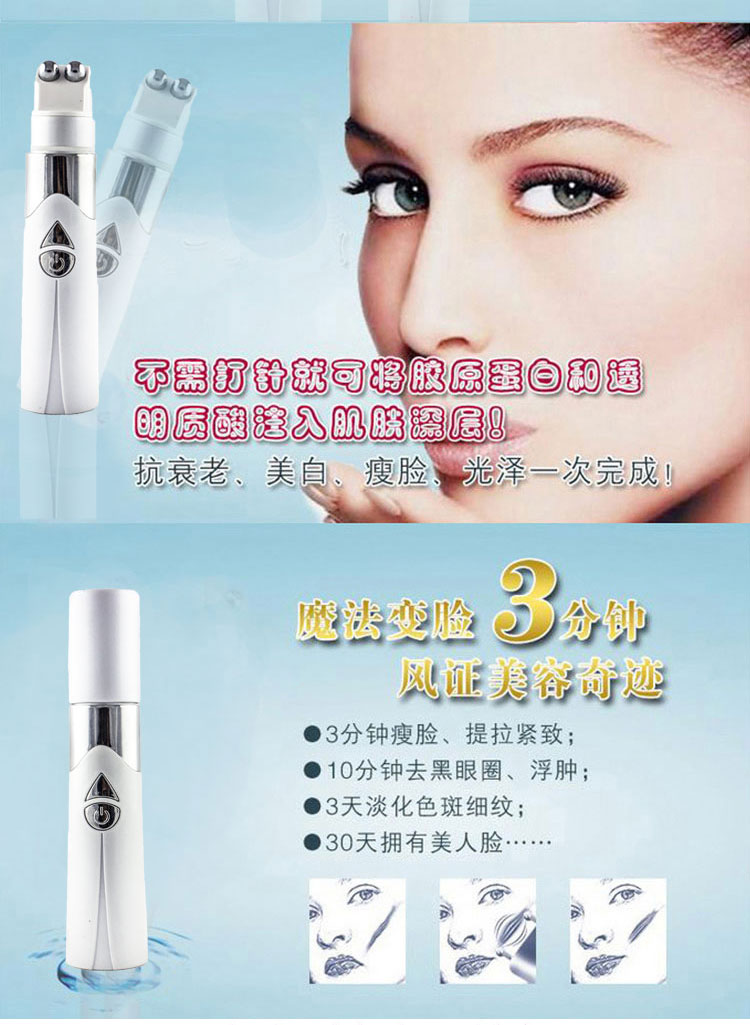 不需訂针就可将胶原蛋白和透
明质酸注入肌肤深层!
抗衰老、美白、瘦脸、光泽一次完成!
魔法变脸3分钟
风证美容奇迹
●3分钟瘦脸、提拉紧致;
●10分钟去黑眼圈、浮肿;
●3天淡化色斑细纹;
●30天拥有美人脸……